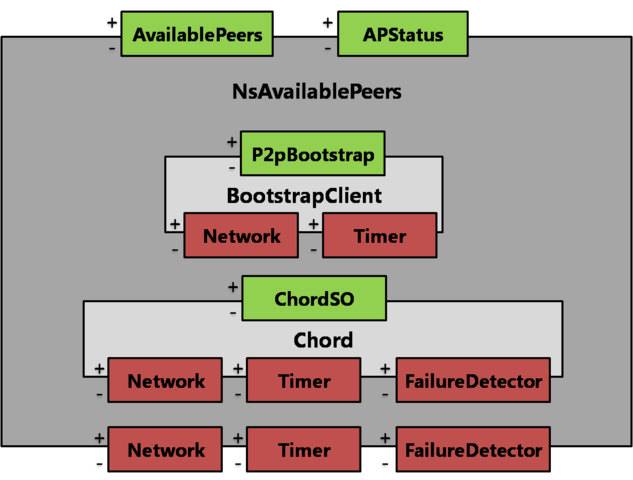 + AvailablePeers + APStatus
- -
NsAvailablePeers
+ P2pBootstrap
-
BootstrapClient
+ Network + Timer
- -
+ ChordSO
-
Chord
+ Network + Timer + FailureDetector
- - -
+ Network + Timer + FailureDetector
- - -